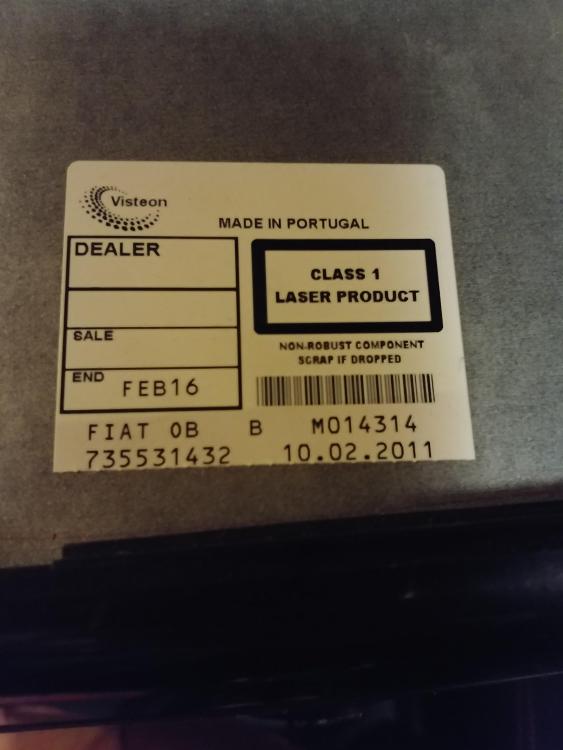 Visteon
MADE IN PORTUGAL
DEALER
CLASS 1
LASER PRODUCT
SALE
NON-ROBUST COMPONENT
SCRAP IF DROPPED
END FEB16
FIAT OB B M014314
735531432 10.02.2011